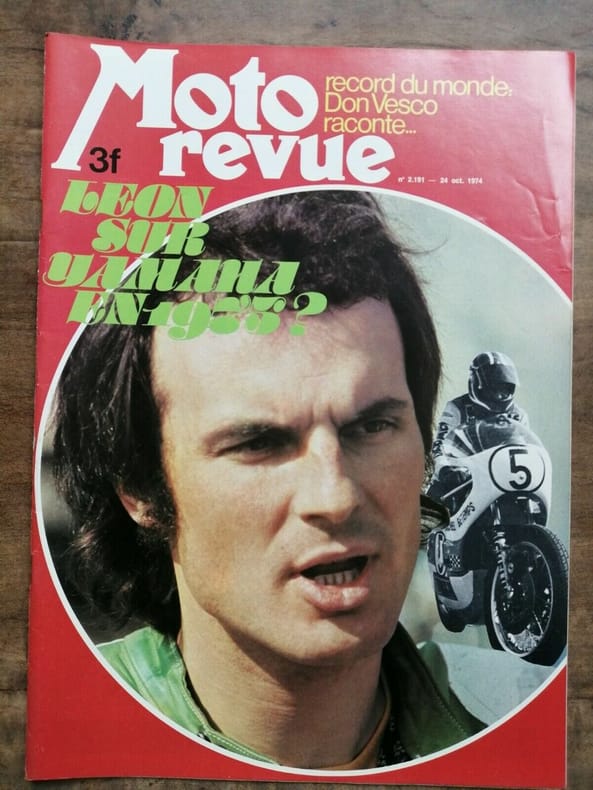 Moto
revue
3f
record du monde:
Don Vesco
raconte...
n° 2.191 — 24 oct. 1974
LEON
SUR
YAMAHA
EN 1975?
5